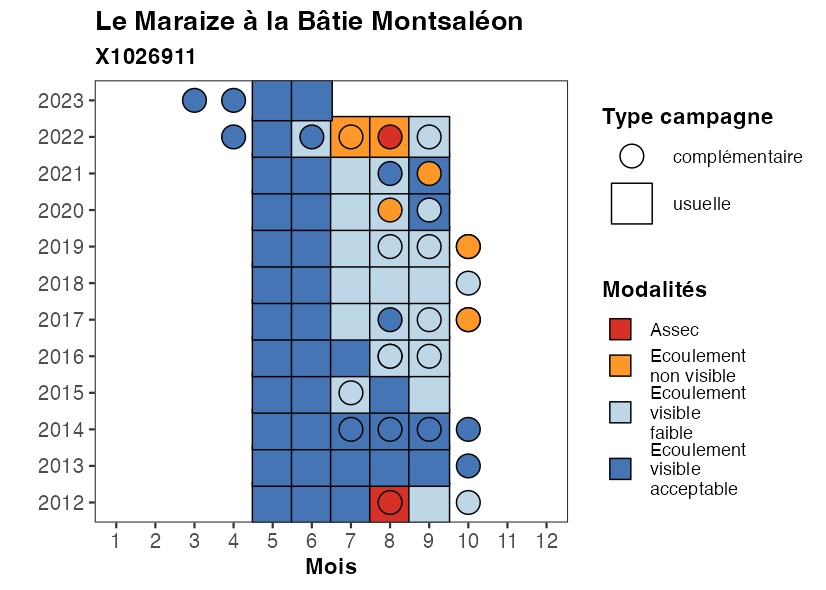 Le Maraize à la Bâtie Montsaléon
X1026911
2023
2022
2021
2020
2019
2018
2017
2016
2015
2014
2013
2012
1 2 3 4 5 6 7 8 9 10 11 12
Mois
Type campagne
complémentaire
usuelle
Modalités
Assec
Ecoulement
non visible
Ecoulement
visible
faible
Ecoulement
visible
acceptable